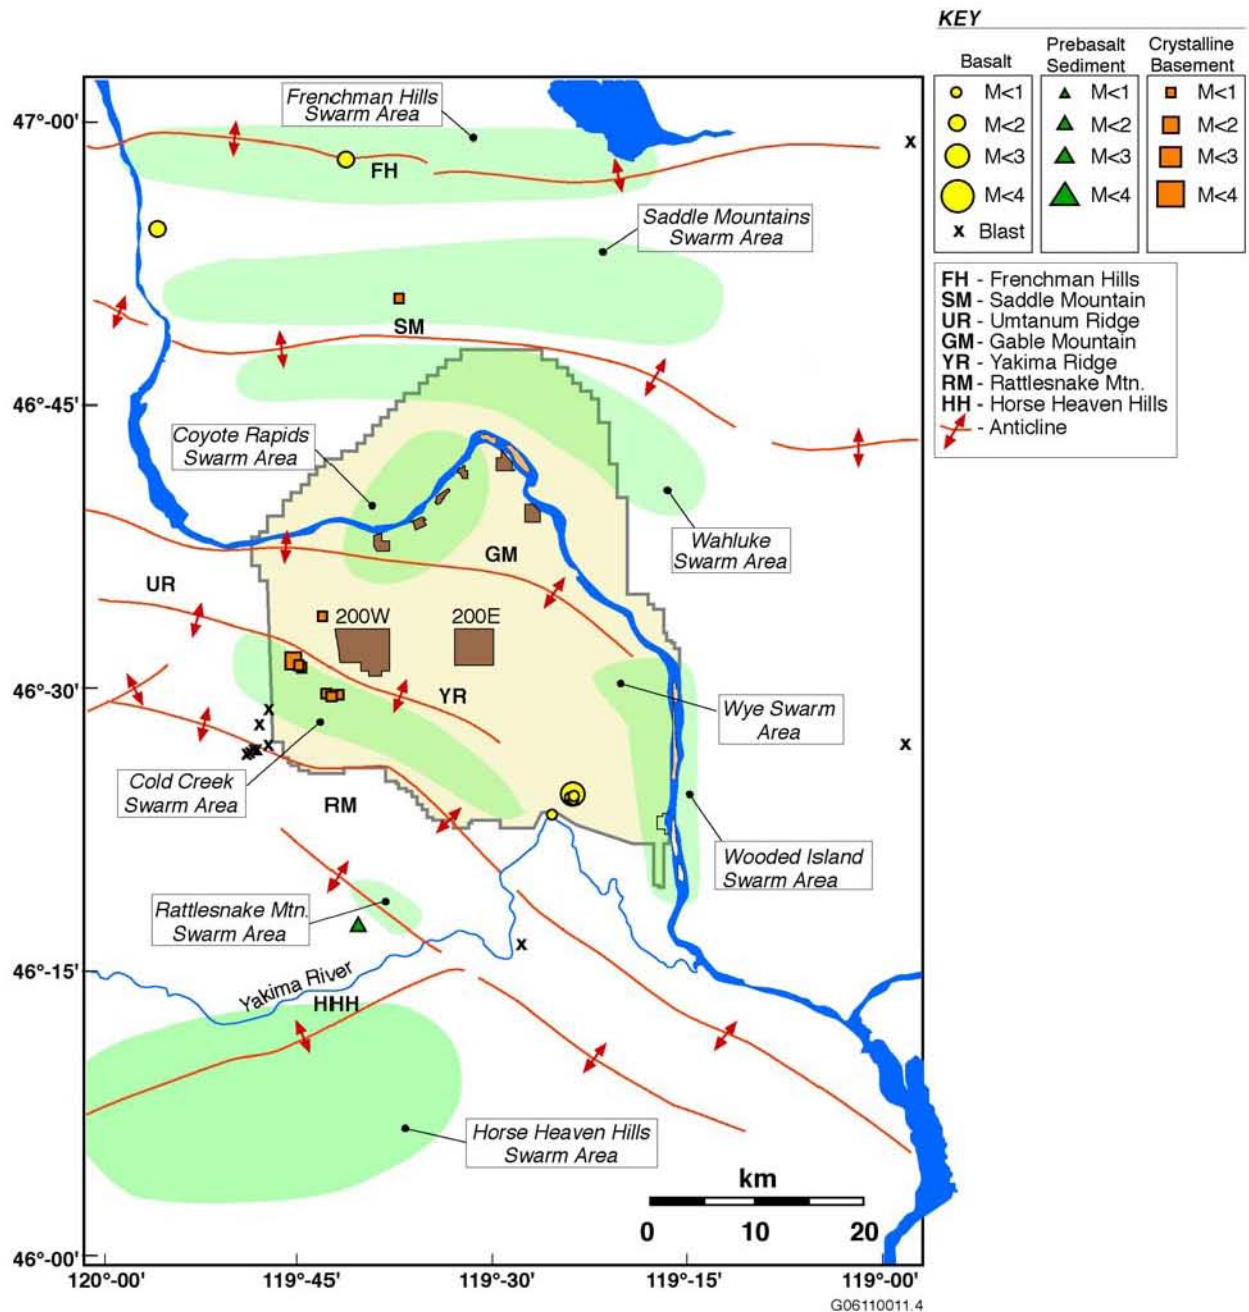 KEY
Basalt
Prebasalt
Sediment
Crystalline
Basement
M<1
M<1
M<1
M<2
M<2
M<2
M<3
M<3
M<3
M<4
M<4
M<4
x Blast
FH - Frenchman Hills
SM - Saddle Mountain
UR - Umtanum Ridge
GM - Gable Mountain
YR - Yakima Ridge
RM - Rattlesnake Mtn.
HH - Horse Heaven Hills
- Anticline
Frenchman Hills
Swarm Area
47°-00'
x
FH
Saddle Mountains
Swarm Area
SM
46°-45'
Coyote Rapids
Swarm Area
Wahluke
Swarm Area
GM
UR
200W
200E
46°-30'
YR
Wye Swarm
Area
x
x
x
x
x
Cold Creek
Swarm Area
RM
Wooded Island
Swarm Area
Rattlesnake Mtn.
Swarm Area
x
46°-15'
Yakima River
HHHH
Horse Heaven Hills
Swarm Area
km
0 10 20
46°-00'
120°-00' 119°-45' 119°-30' 119°-15' 119°-00'
G06110011.4